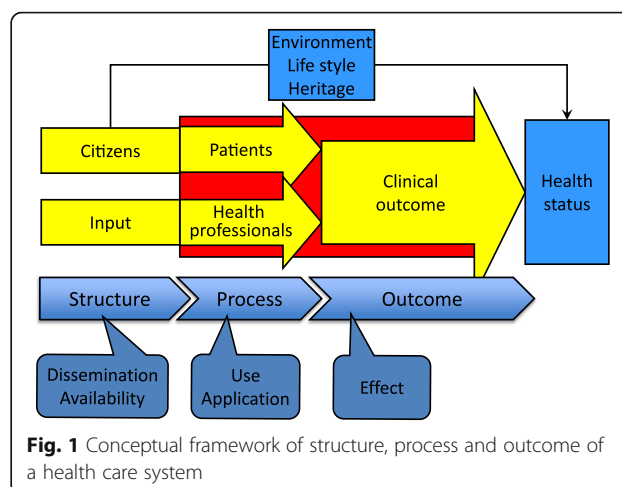 Environment
Life style
Heritage
Citizens
Patients
Clinical
outcome
Health
status
Input
Health
professionals
Structure
Process
Outcome
Dissemination
Availability
Use
Application
Effect
Fig. 1 Conceptual framework of structure, process and outcome of
a health care system